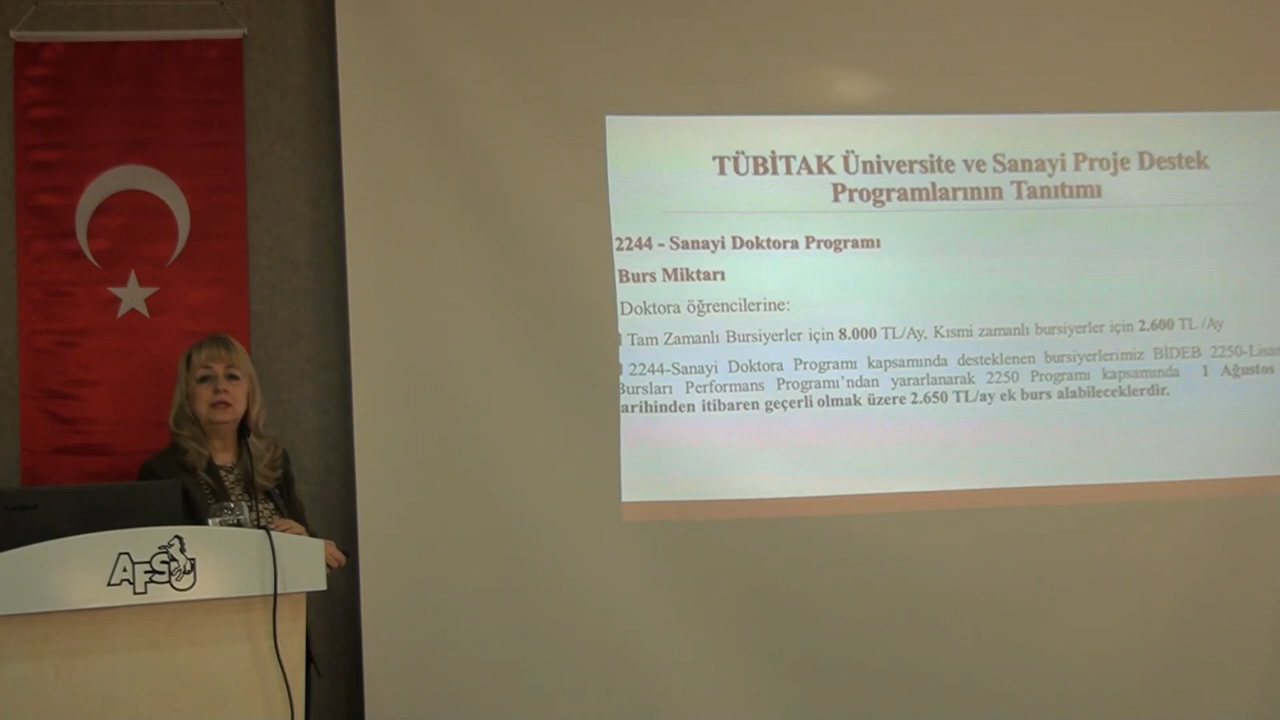 TÜBİTAK Üniversite ve Sanayi Proje Destek
Programlarının Tanıtımı
2244 - Sanayi Doktora Programı
Burs Miktarı
Doktora öğrencilerine:
Tam Zamanlı Bursiyerler için 8.000 TL/Ay, Kısmi zamanlı bursiyerler için 2.600 TL /Ay
2244-Sanayi Doktora Programı kapsamında desteklenen bursiyerlerimiz BİDEB 2250-Lisan
Bursları Performans Programı’ndan yararlanarak 2250 Programı kapsamında 1 Ağustos
arihinden itibaren geçerli olmak üzere 2.650 TL/ay ek burs alabileceklerdir.
AFSU